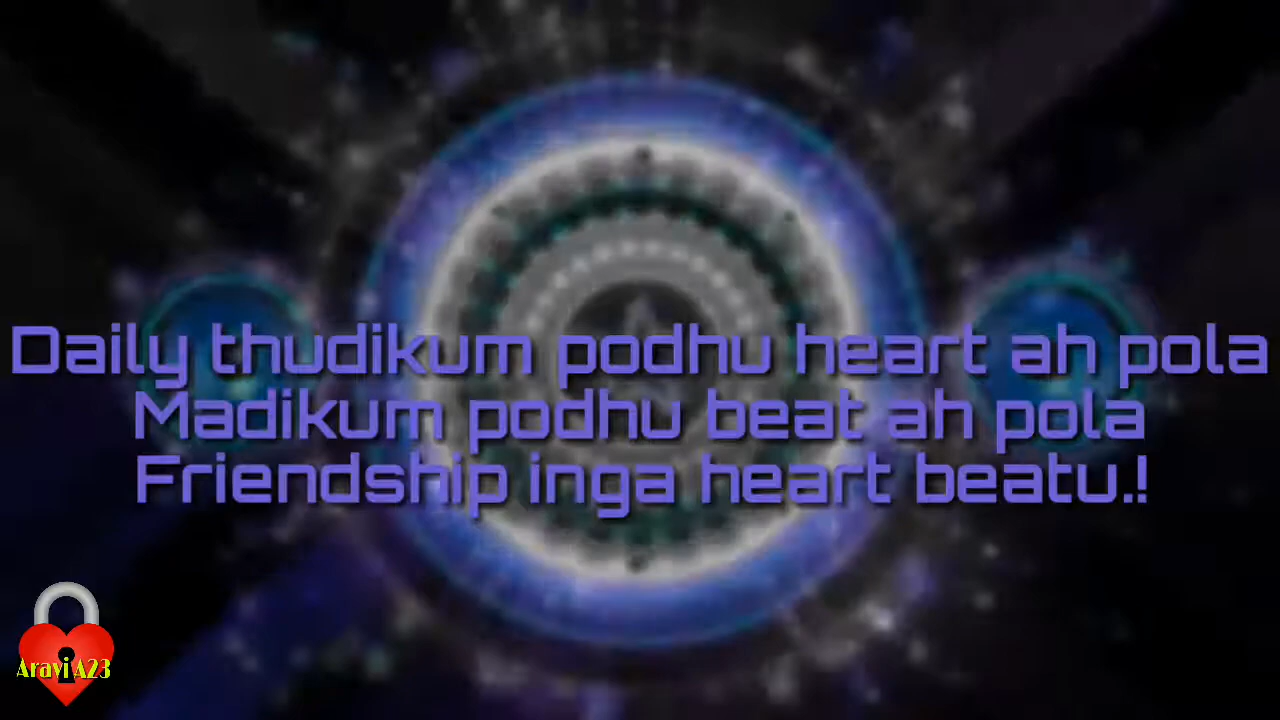 Daily thudikum podhu heart ah pola
Madikum podhu beat ah pola
Friendship inga heart beatu.!
Aravi A23